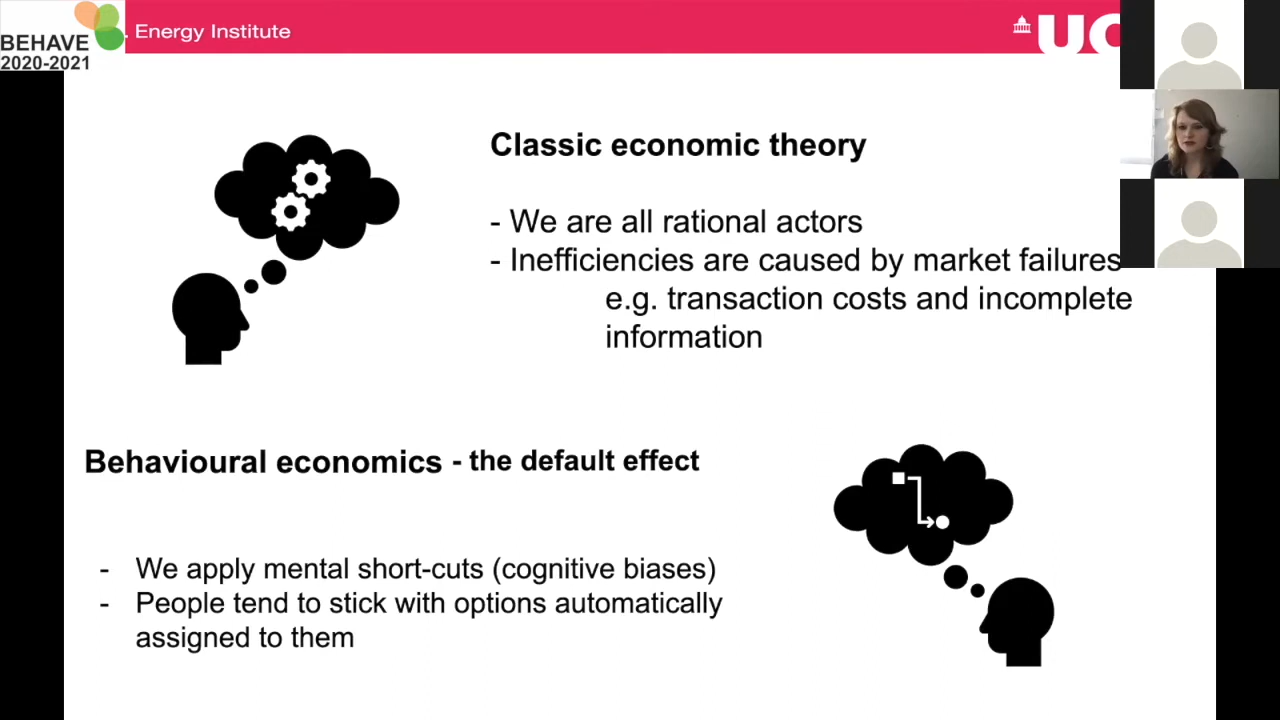 BEHAVE
2020-2021
Energy Institute
Classic economic theory
- We are all rational actors
- Inefficiencies are caused by market failures
e.g. transaction costs and incomplete
information
Behavioural economics - the default effect
- We apply mental short-cuts (cognitive biases)
- People tend to stick with options automatically
assigned to them